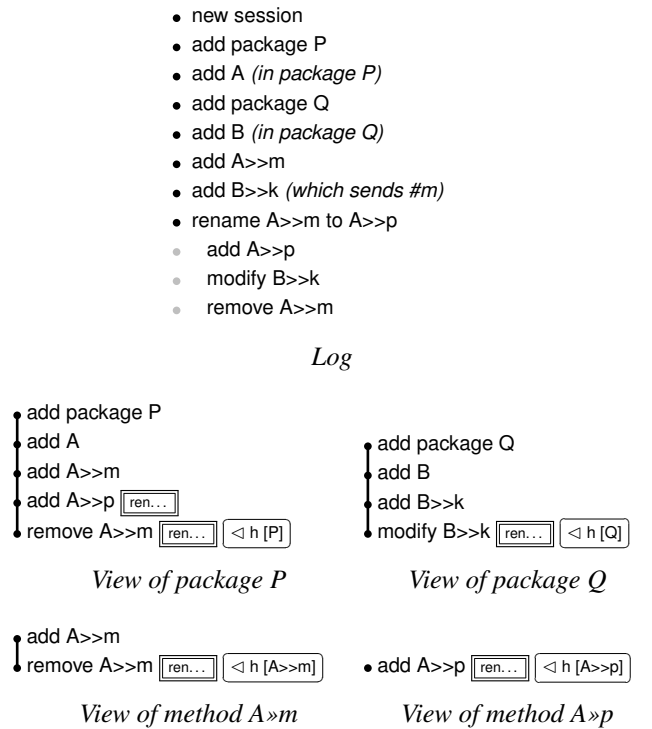 new session
add package P
add A (in package P)
add package Q
add B (in package Q)
add A>>m
add B>>k (which sends #m)
rename A>>m to A>>p
add A>>p
modify B>>k
remove A>>m
Log
add package P
add A
add A>>m
add A>>p ren...
remove A>>m ren... ◁ h [P]
View of package P
add package Q
add B
add B>>k
modify B>>k ren... ◁ h [Q]
View of package Q
add A>>m
remove A>>m ren... ◁ h [A>>m]
View of method A»m
add A>>p ren... ◁ h [A>>p]
View of method A»p